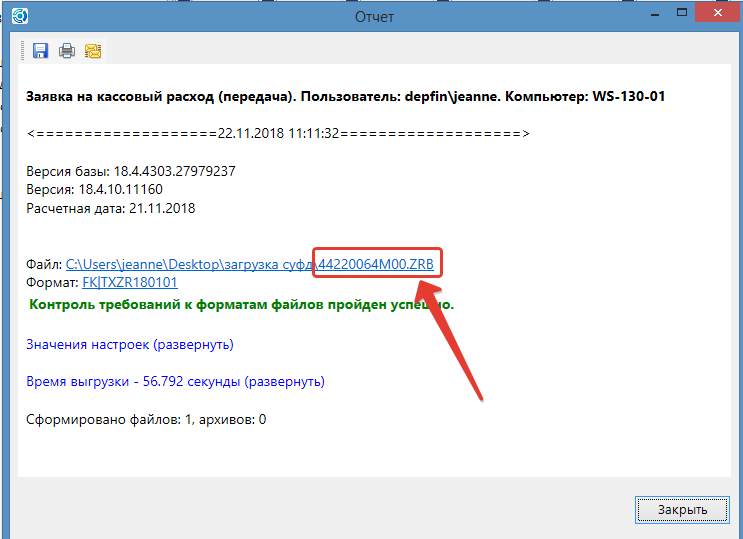 Отчет
Заявка на кассовый расход (передача). Пользователь: depfin\jeanne. Компьютер: WS-130-01
<===================22.11.2018 11:11:32===================>
Версия базы: 18.4.4303.27979237
Версия: 18.4.10.11160
Расчетная дата: 21.11.2018
Файл: C:\Users\jeanne\Desktop\загрузка суфд\44220064M00.ZRB
Формат: FK|TXZR180101
Контроль требований к форматам файлов пройден успешно.
Значения настроек (развернуть)
Время выгрузки - 56.792 секунды (развернуть)
Сформировано файлов: 1, архивов: 0
Закрыть